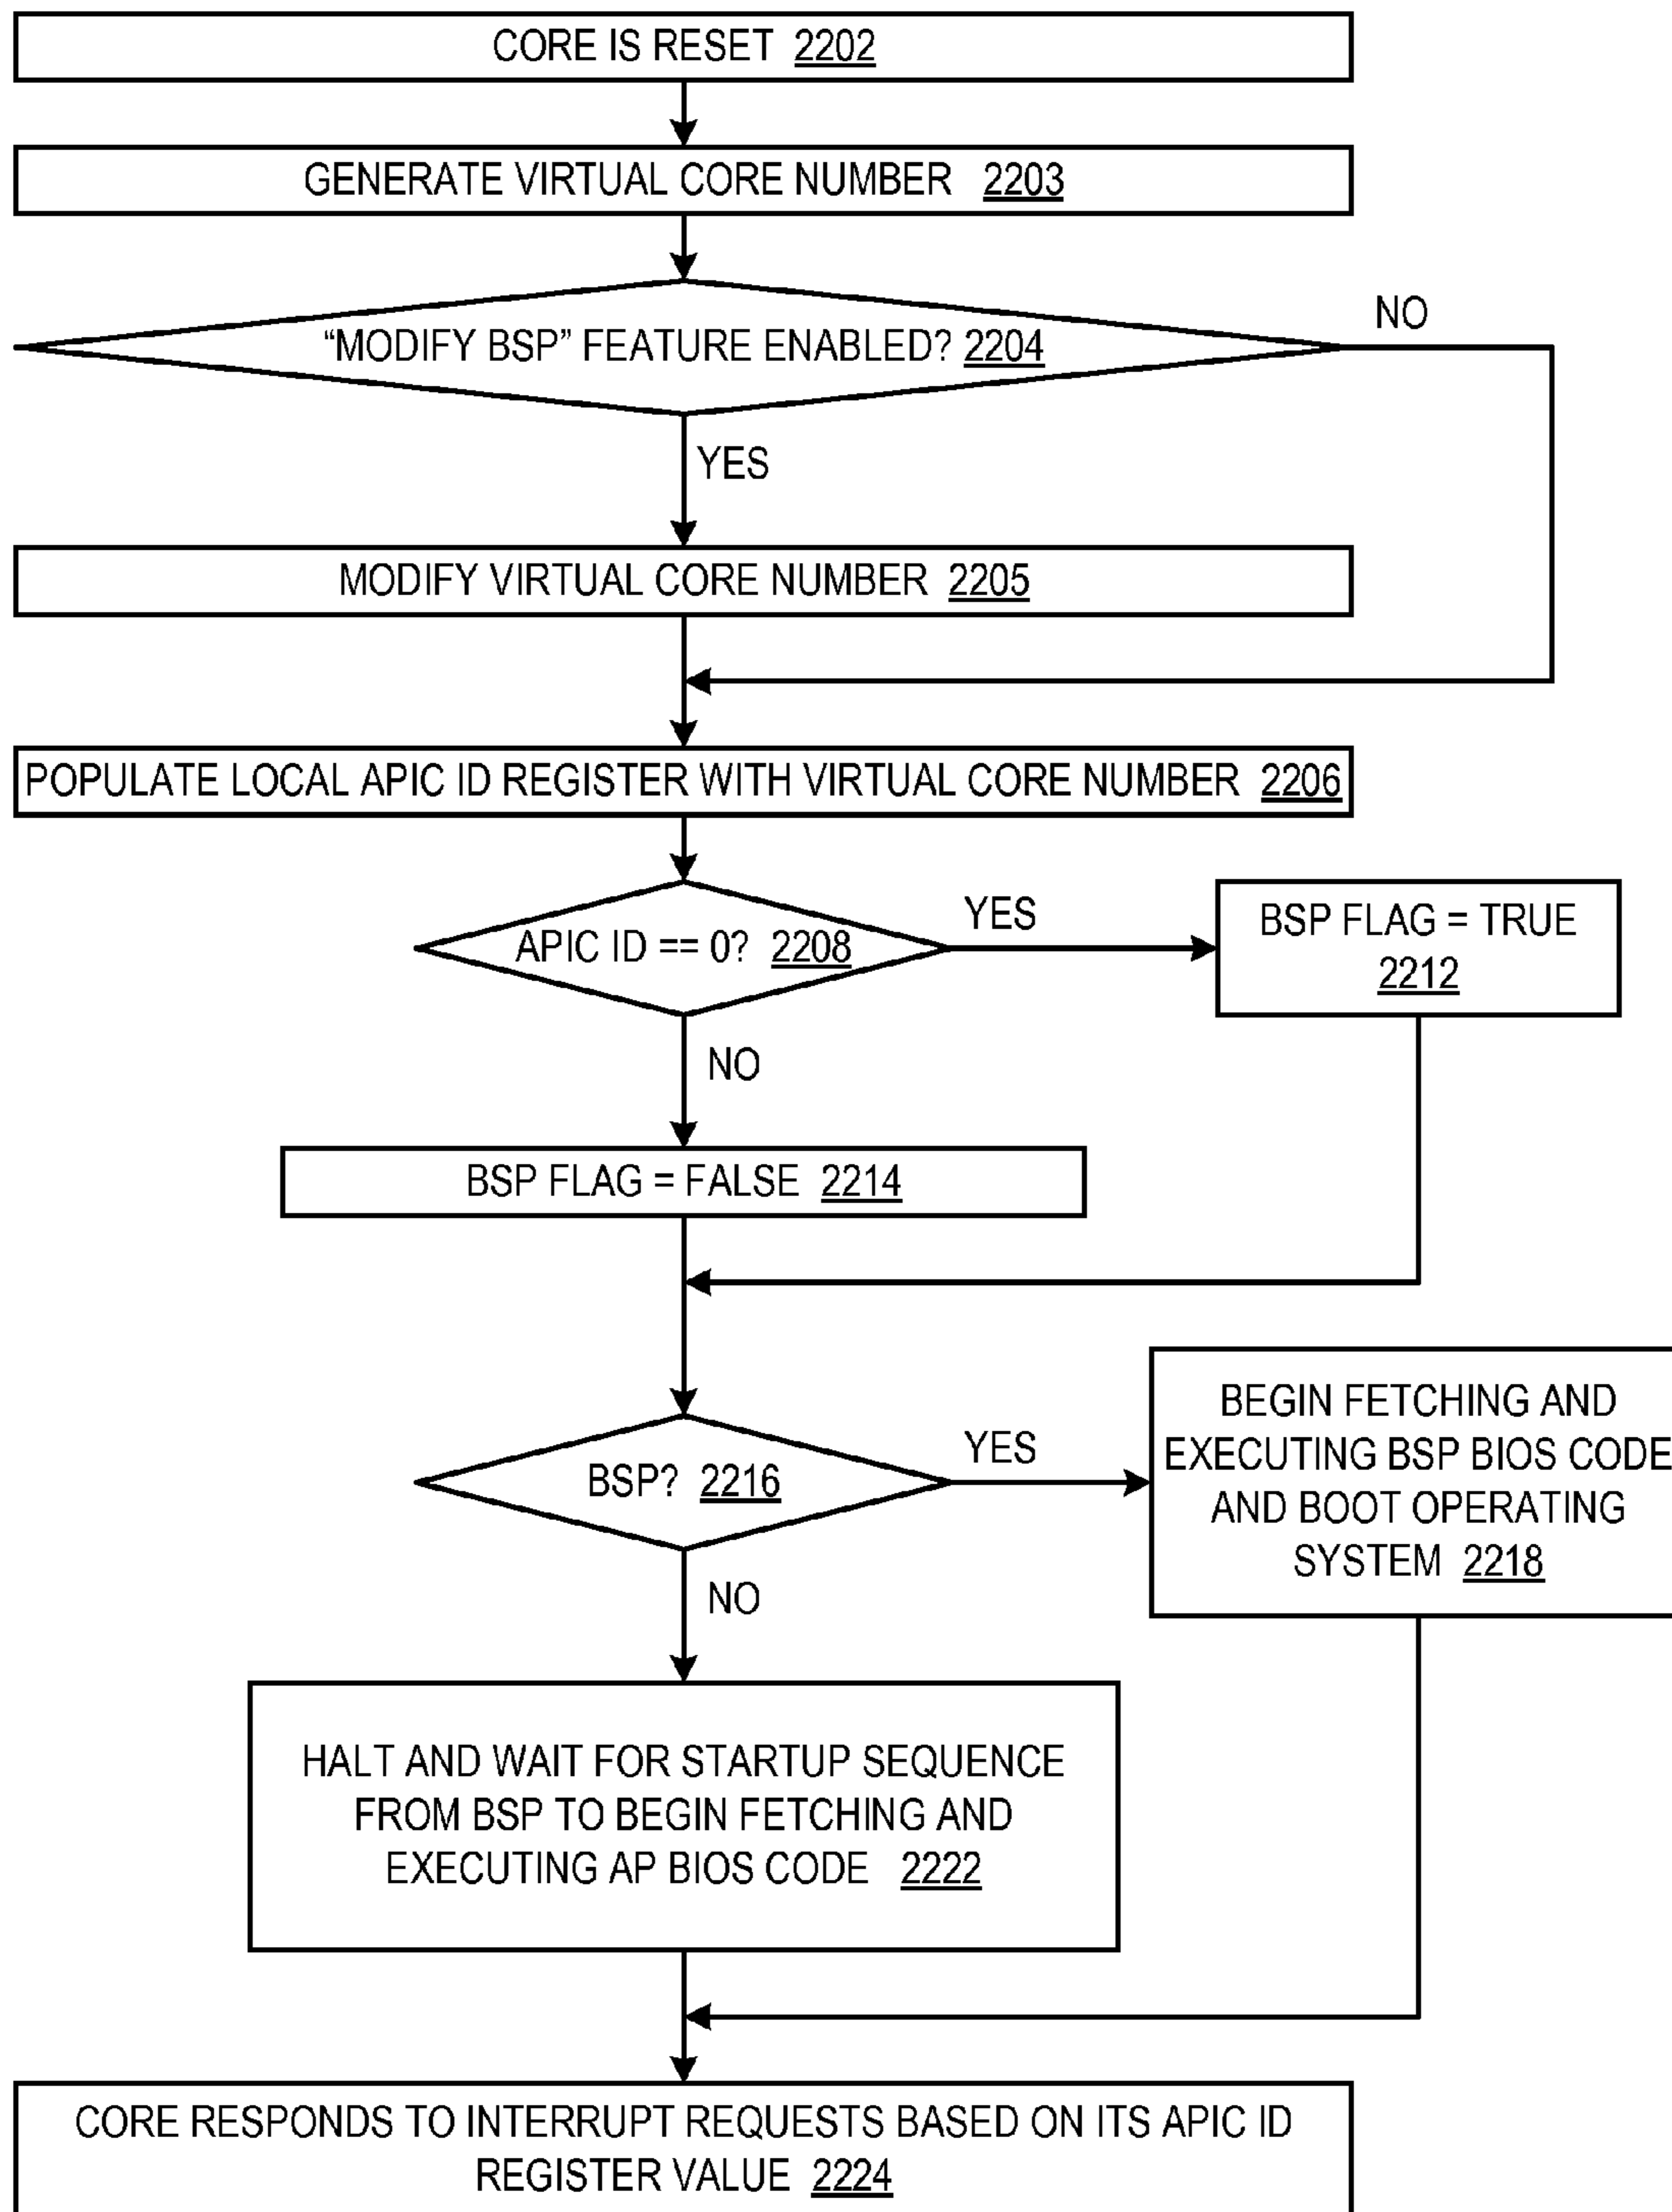 CORE IS RESET 2202
GENERATE VIRTUAL CORE NUMBER 2203
“MODIFY BSP” FEATURE ENABLED? 2204
NO
YES
MODIFY VIRTUAL CORE NUMBER 2205
POPULATE LOCAL APIC ID REGISTER WITH VIRTUAL CORE NUMBER 2206
APIC ID == 0? 2208
YES
BSP FLAG = TRUE
2212
NO
BSP FLAG = FALSE 2214
BSP? 2216
YES
BEGIN FETCHING AND
EXECUTING BSP BIOS CODE
AND BOOT OPERATING
SYSTEM 2218
NO
HALT AND WAIT FOR STARTUP SEQUENCE
FROM BSP TO BEGIN FETCHING AND
EXECUTING AP BIOS CODE 2222
CORE RESPONDS TO INTERRUPT REQUESTS BASED ON ITS APIC ID
REGISTER VALUE 2224